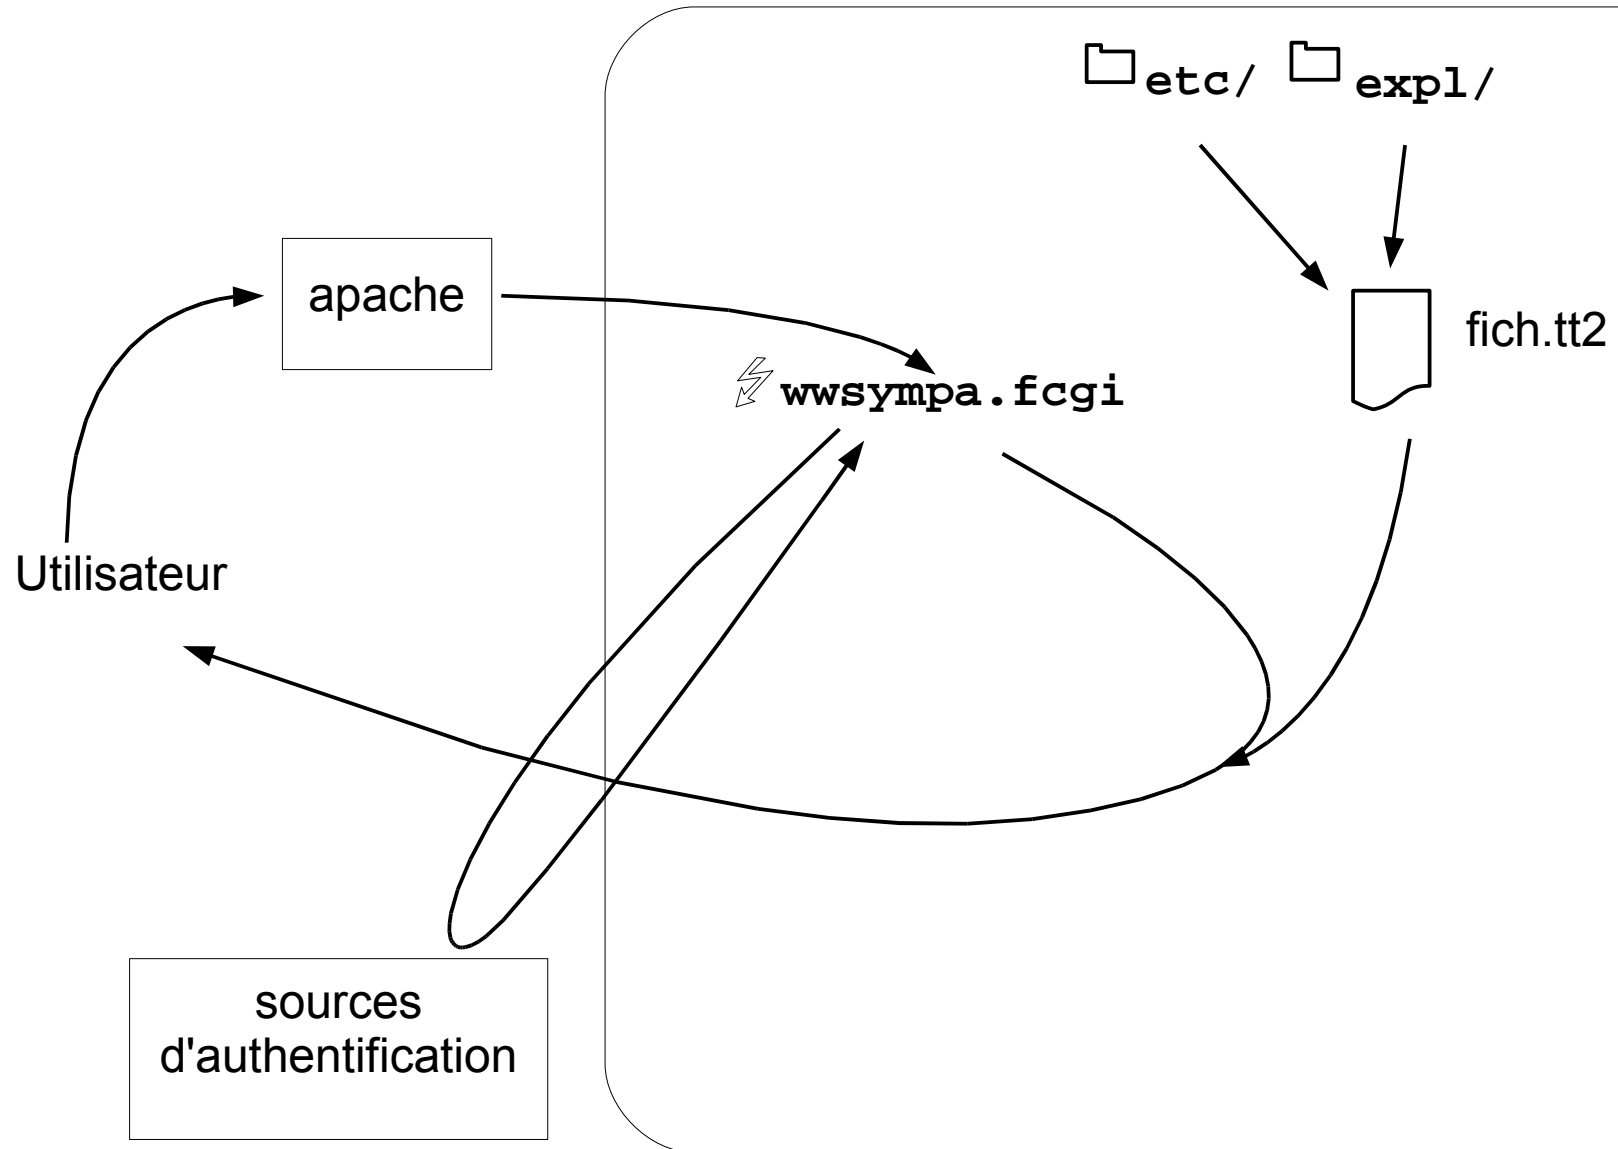 etc/ expl/
apache
fich.tt2
wwsympa.fcgi
Utilisateur
sources
d'authentification